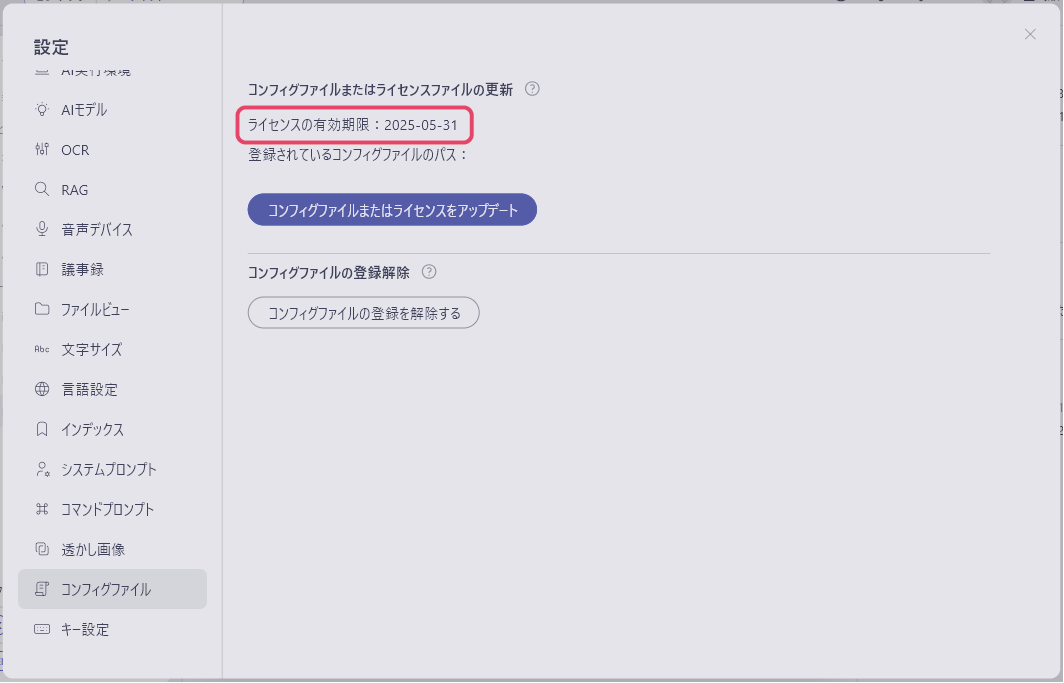 設定
AI実行環境
AIモデル
OCR
RAG
音声デバイス
議事録
ファイルビュー
Abc 文字サイズ
言語設定
インデックス
システムプロンプト
コマンドプロンプト
透かし画像
コンフィグファイル
キー設定
コンフィグファイルまたはライセンスファイルの更新 ?
ライセンスの有効期限：2025-05-31
登録されているコンフィグファイルのパス：
コンフィグファイルまたはライセンスをアップデート
コンフィグファイルの登録解除 ?
コンフィグファイルの登録を解除する